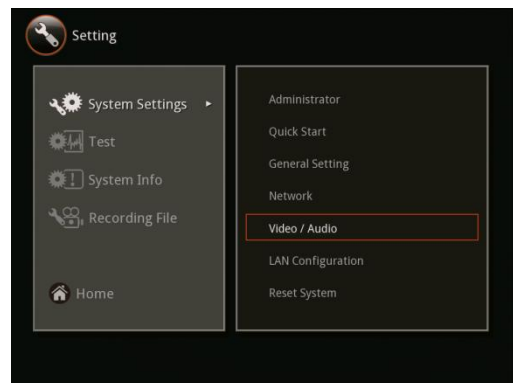 Setting
System Settings
Test
System Info
Recording File
Home
Administrator
Quick Start
General Setting
Network
Video / Audio
LAN Configuration
Reset System